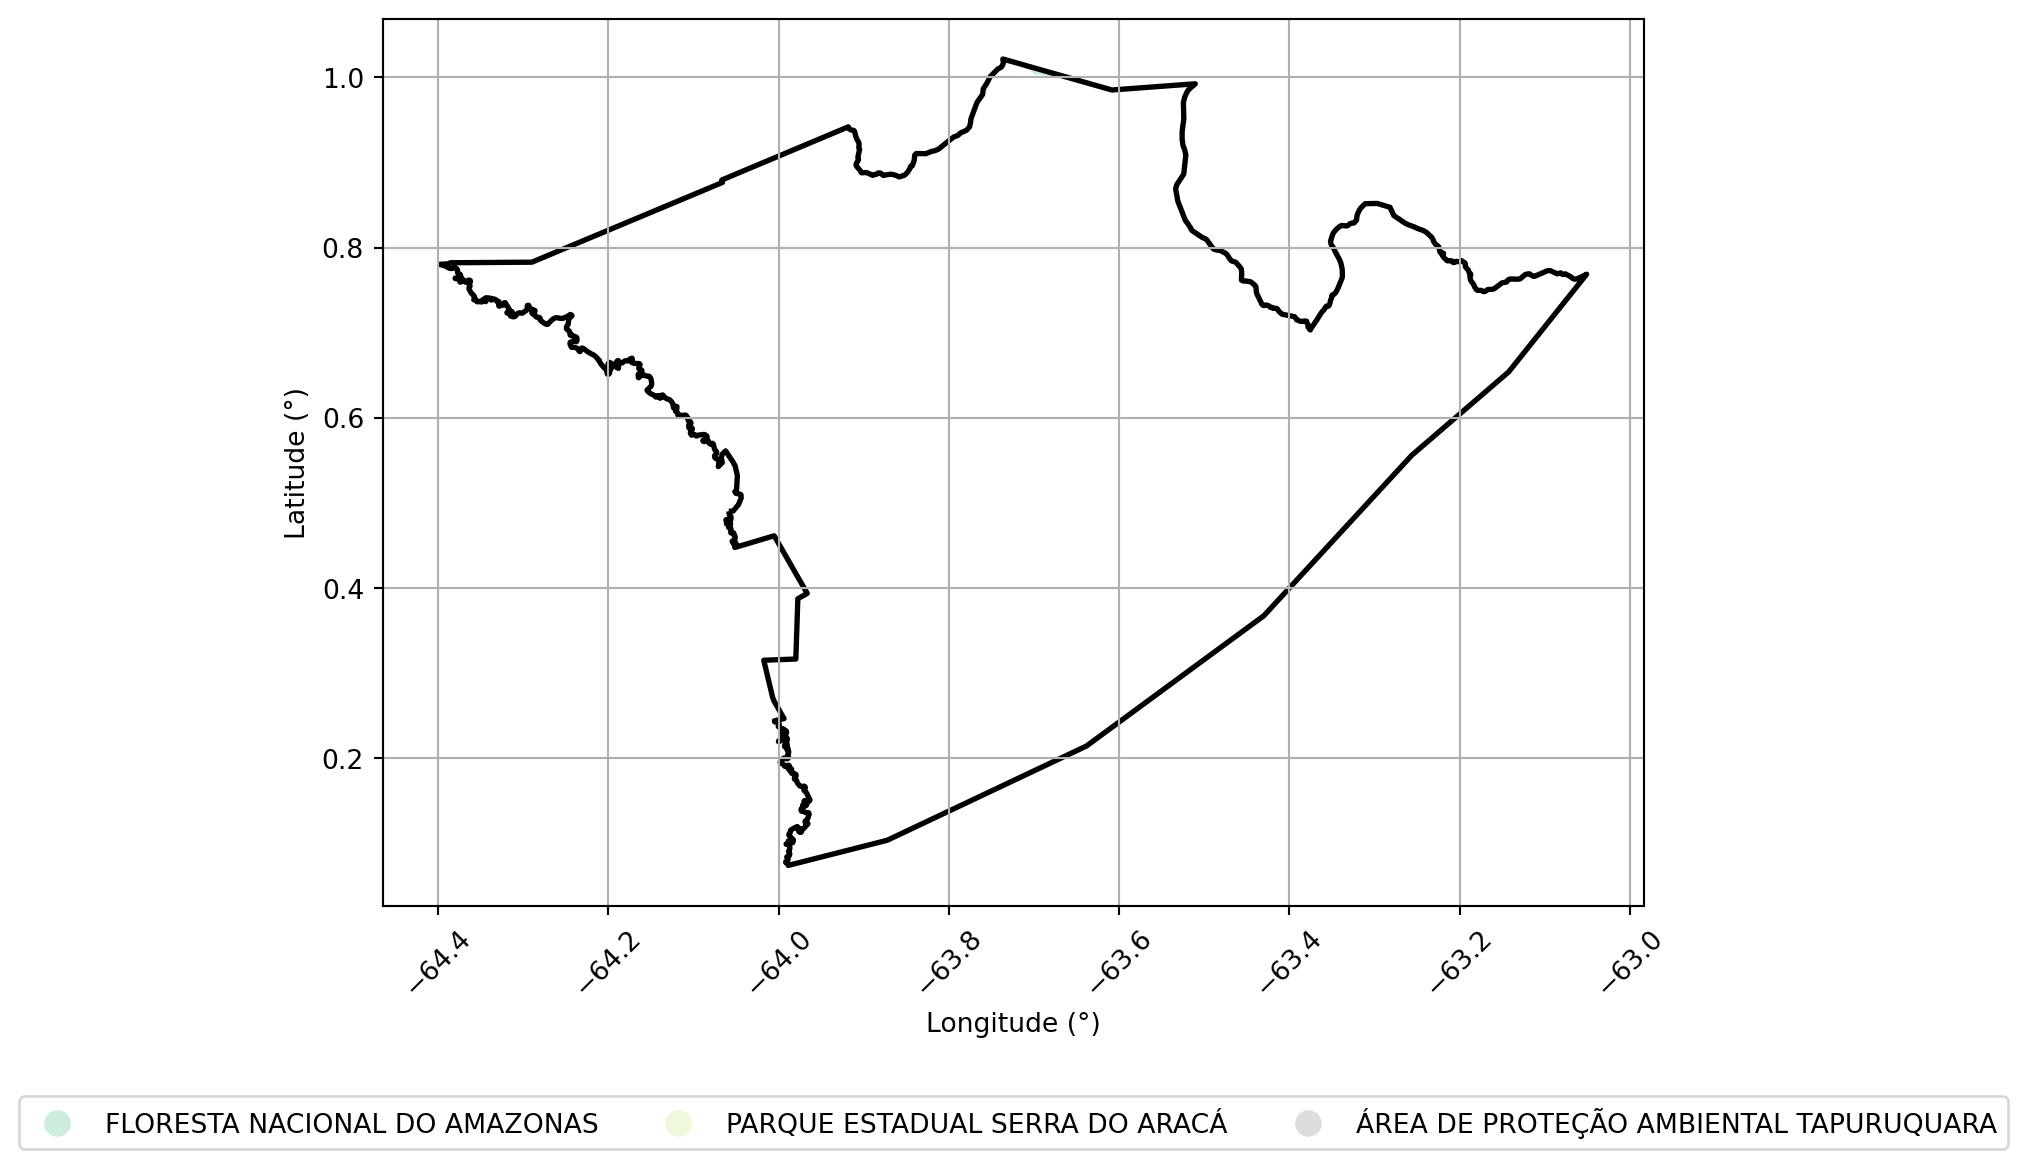 1.0
0.8
0.6
0.4
0.2
Latitude (°)
−64.4
−64.2
−64.0
−63.8
−63.6
−63.4
−63.2
−63.0
Longitude (°)
FLORESTA NACIONAL DO AMAZONAS
PARQUE ESTADUAL SERRA DO ARACÁ
ÁREA DE PROTEÇÃO AMBIENTAL TAPURUQUARA